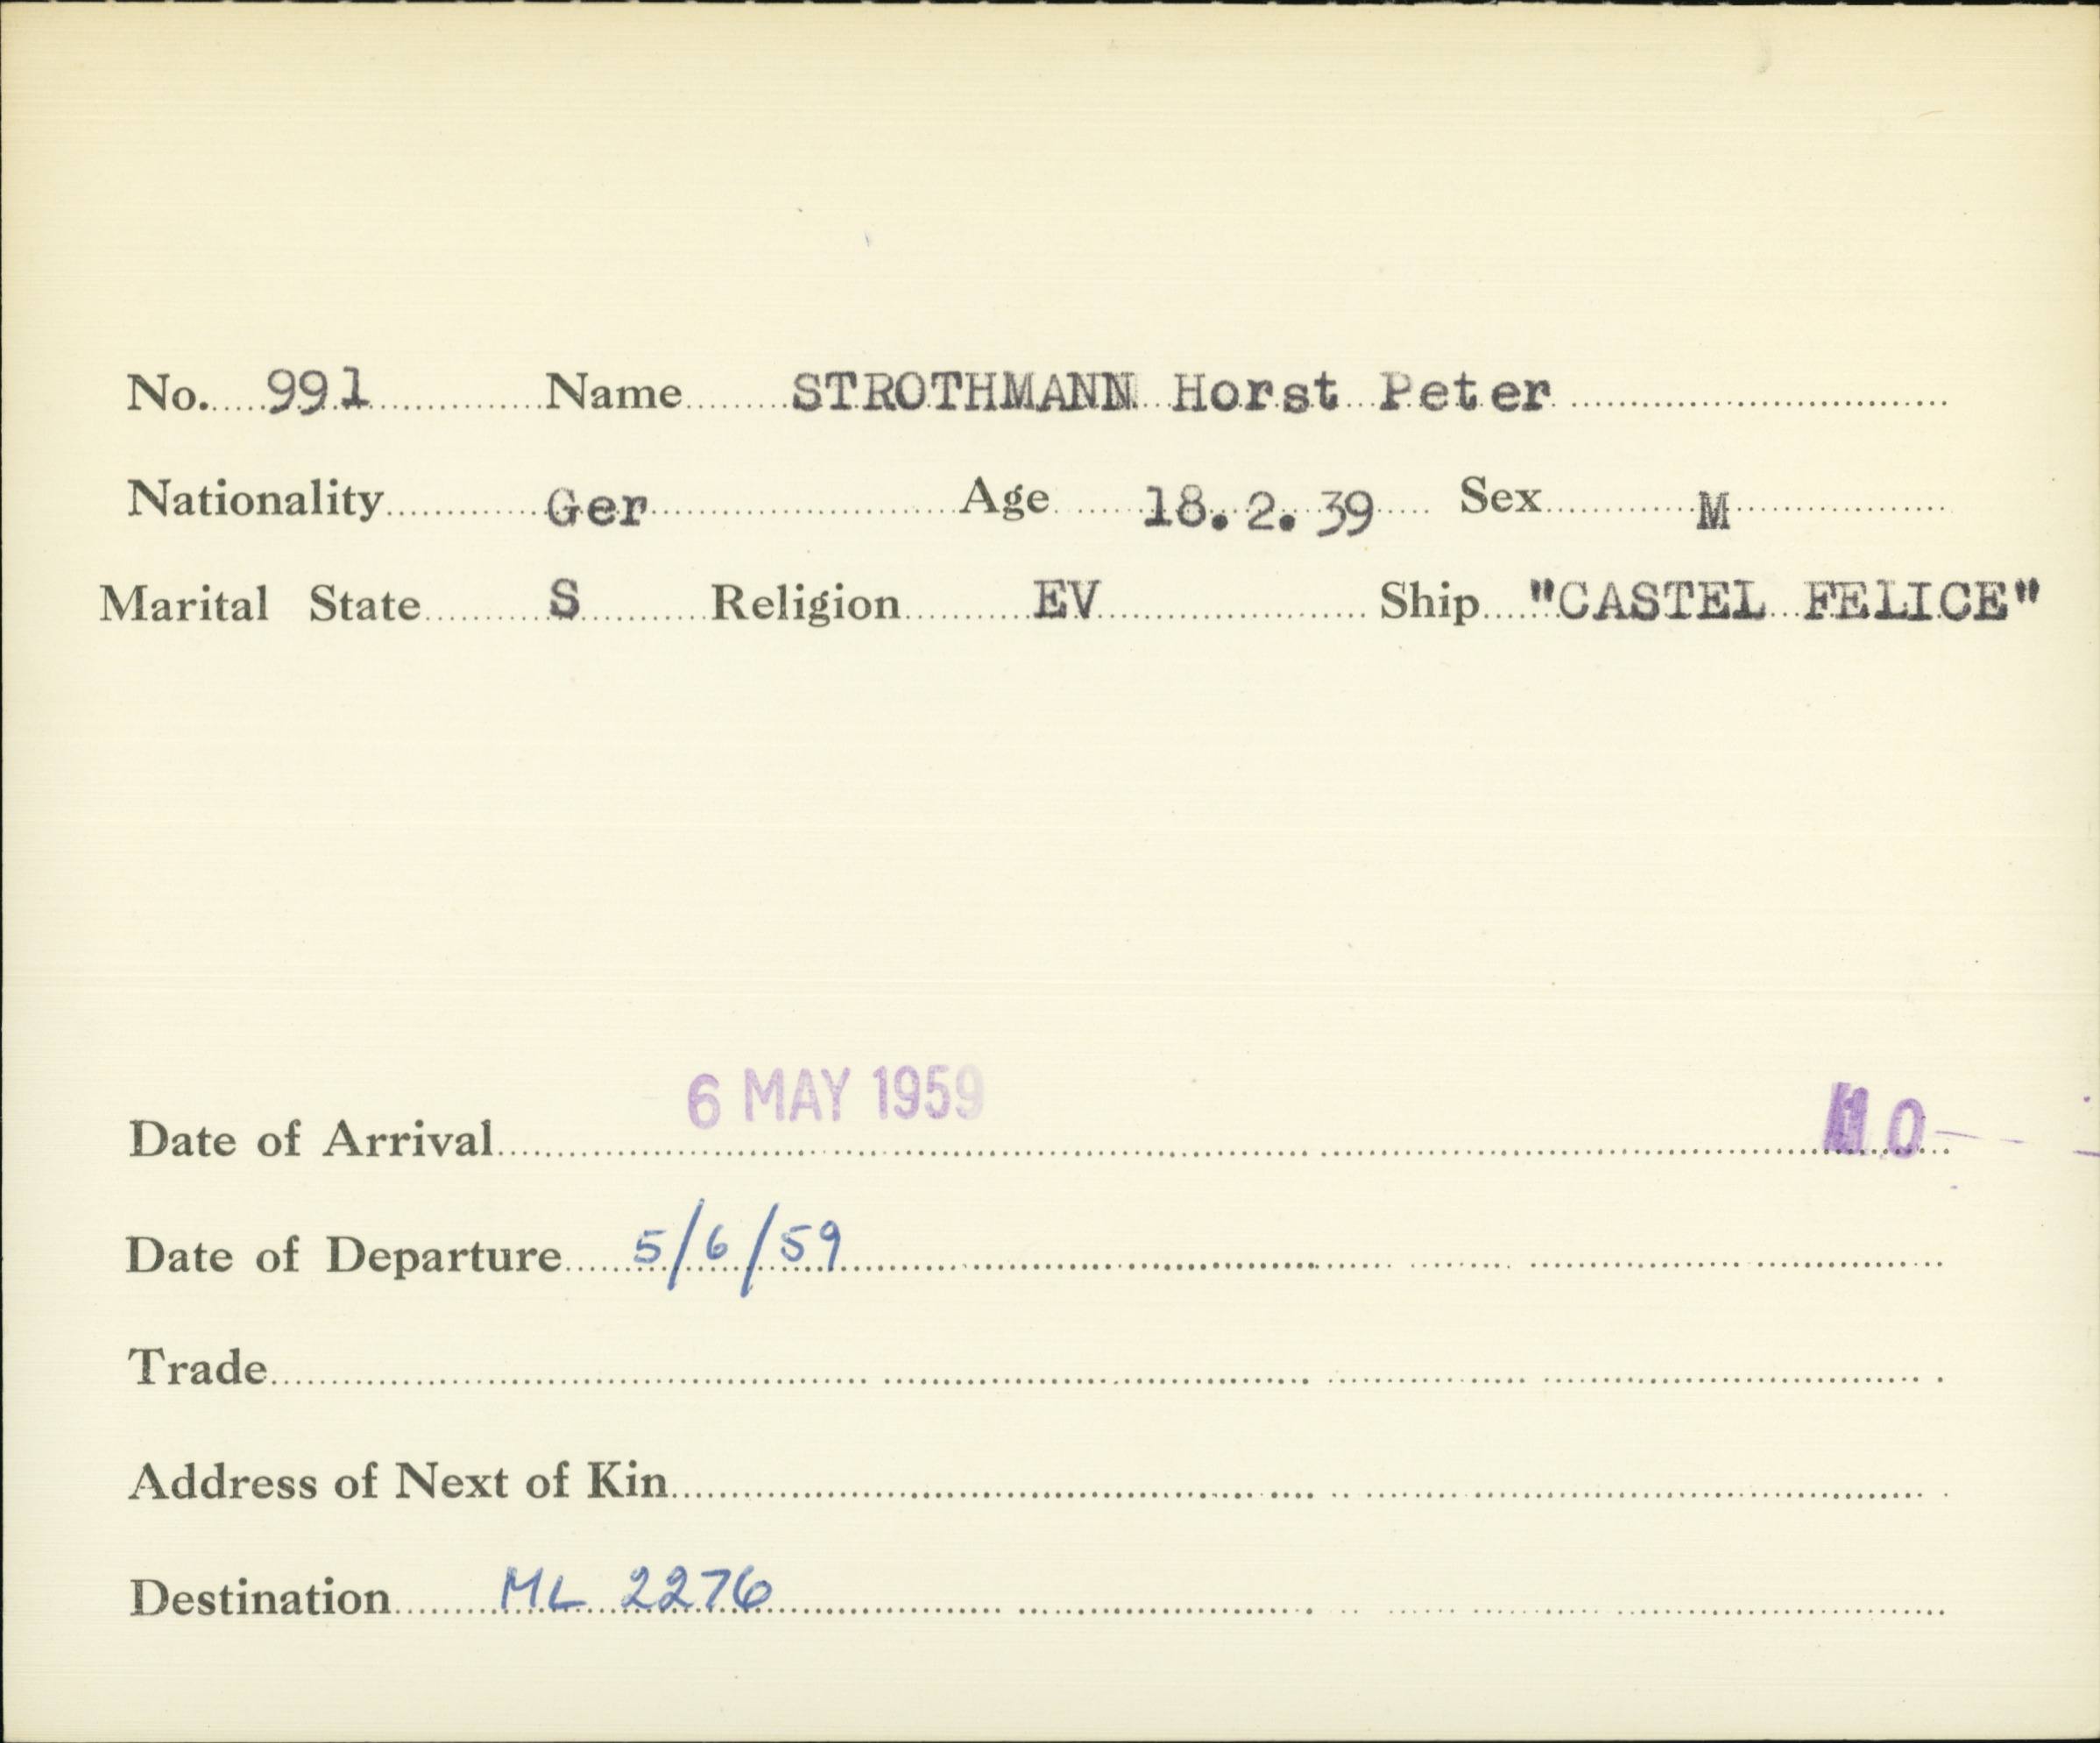 No. 991 Name STROTHMANN Horst Peter
Nationality Ger Age 18.2.39 Sex M
Marital State S Religion EV Ship "CASTEL FELICE"
6 MAY 1959
Date of Arrival
Date of Departure 5/6/59
Trade
Address of Next of Kin
Destination ML 2276